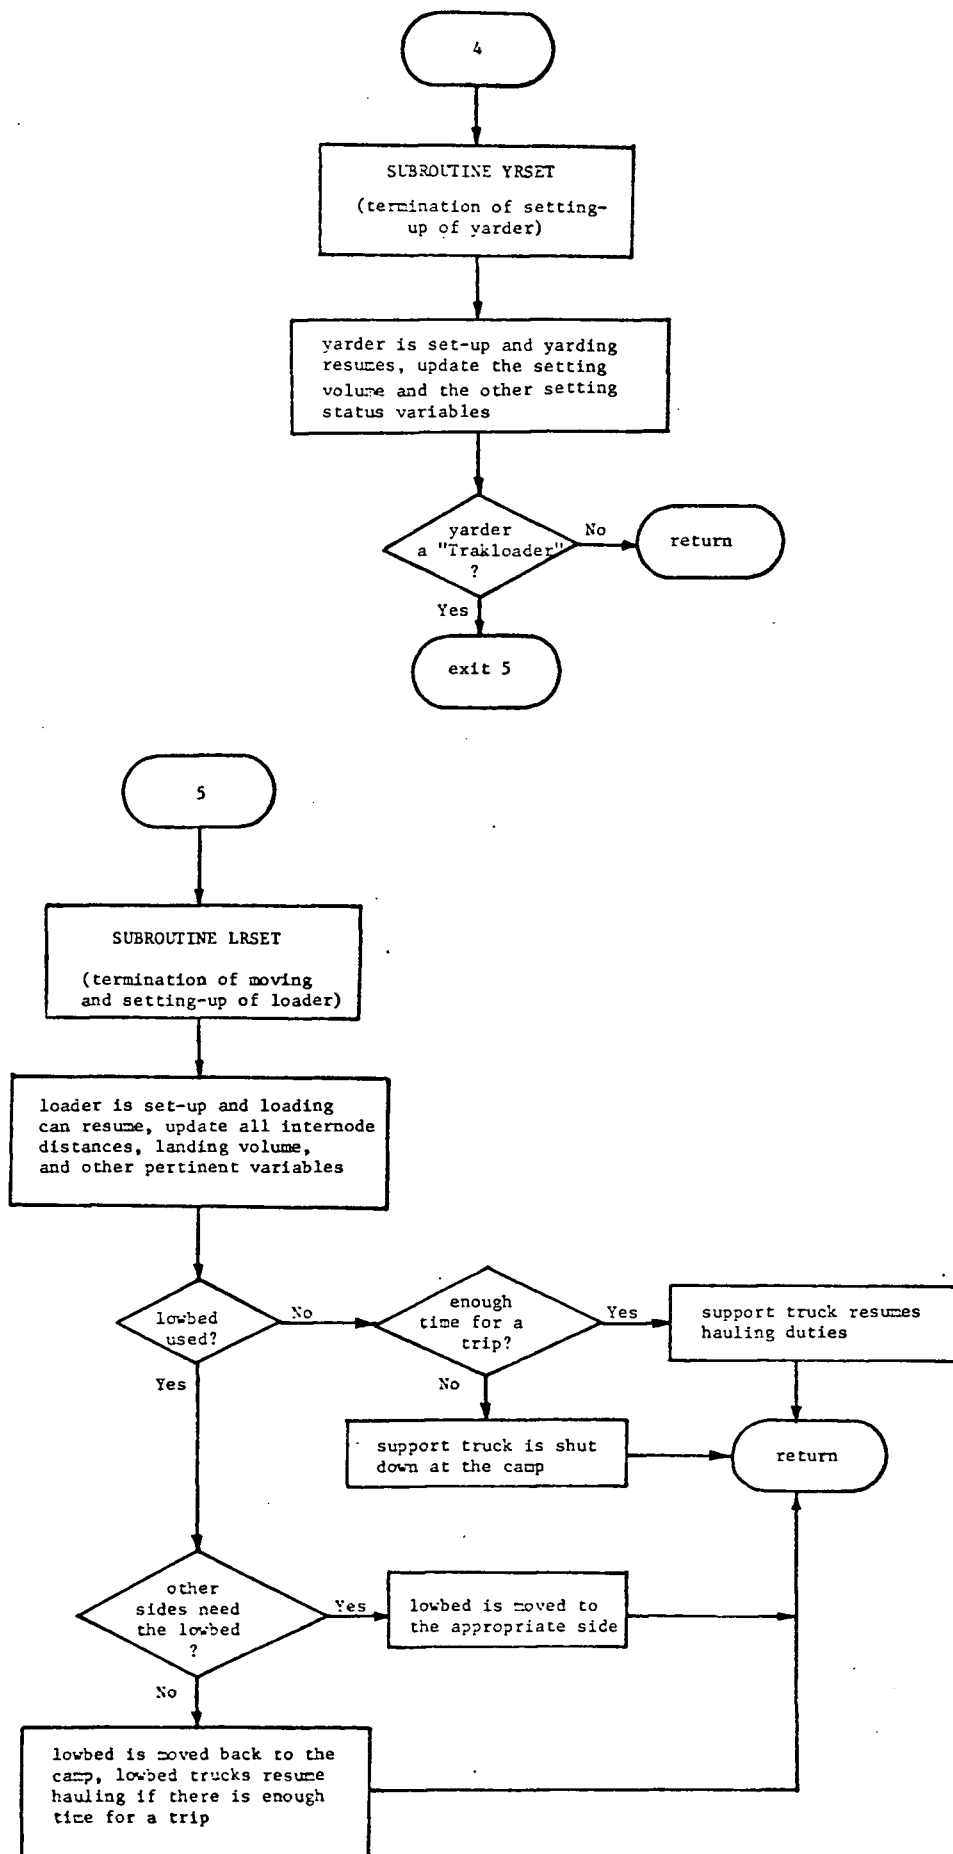 4
SUBROUTINE YRSET
(termination of setting-
up of yarder)
yarder is set-up and yarding
resumes, update the setting
volume and the other setting
status variables
yarder
a "Trakloader"
?
No
return
Yes
exit 5
5
SUBROUTINE LRSET
(termination of moving
and setting-up of loader)
loader is set-up and loading
can resume, update all internode
distances, landing volume,
and other pertinent variables
lowbed
used?
No
enough
time for a
trip?
Yes
support truck resumes
hauling duties
Yes
No
support truck is shut
down at the camp
return
other
sides need
the lowbed
?
Yes
lowbed is moved to
the appropriate side
No
lowbed is moved back to the
camp, lowbed trucks resume
hauling if there is enough
time for a trip